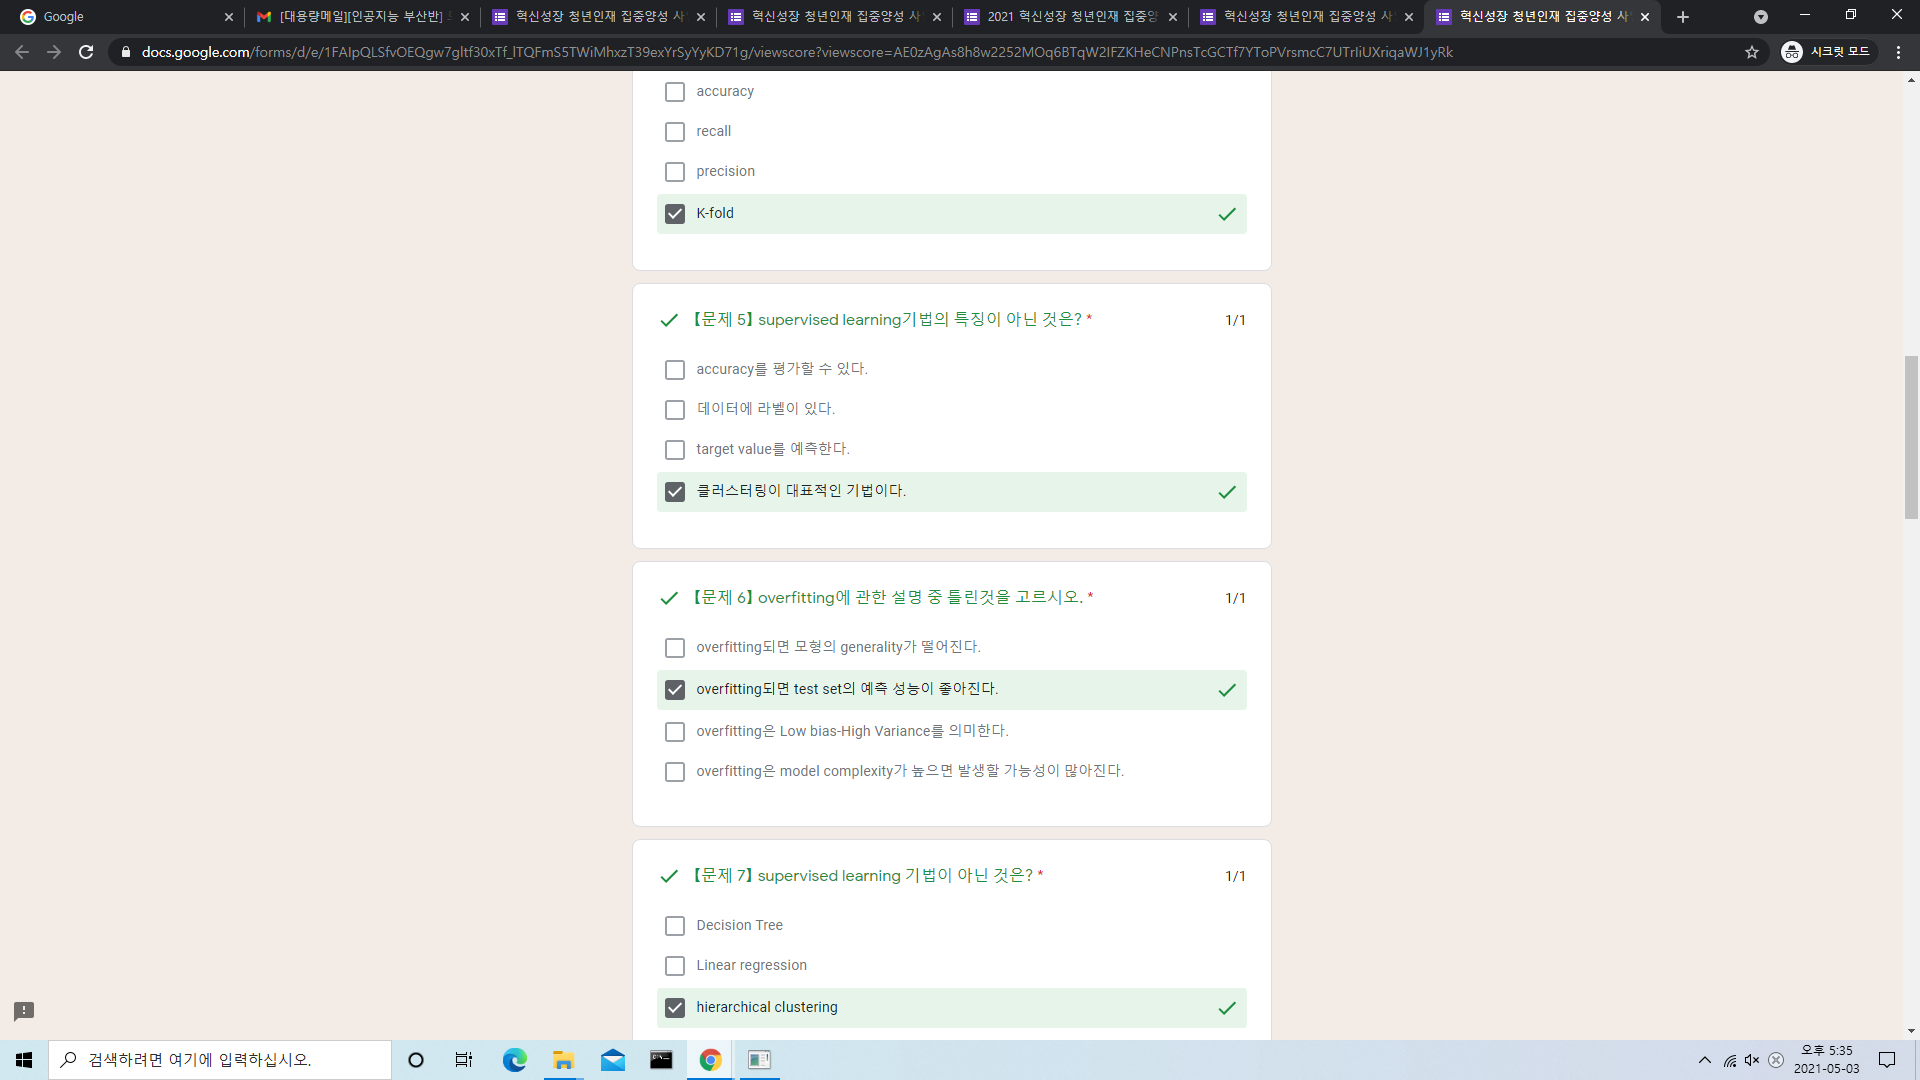 Google
[대용량메일][인공지능 부산반]
혁신성장 청년인재 집중양성 사
혁신성장 청년인재 집중양성 사
2021 혁신성장 청년인재 집중양
혁신성장 청년인재 집중양성 사
혁신성장 청년인재 집중양성 사
docs.google.com/forms/d/e/1FAIpQLSfvOEQgw7gltf30xTf_lTQFmS5TWiMhxzT39exYrSyYyKD71g/viewscore?viewscore=AE0zAgAs8h8w2252MOq6BTqW2IFZKHeCNPnsTcGCTf7YToPVrsmcC7UTrIiUXriqaWJ1yRk
시크릿 모드
accuracy
recall
precision
K-fold
【문제 5】 supervised learning기법의 특징이 아닌 것은? *
1/1
accuracy를 평가할 수 있다.
데이터에 라벨이 있다.
target value를 예측한다.
클러스터링이 대표적인 기법이다.
【문제 6】 overfitting에 관한 설명 중 틀린것을 고르시오. *
1/1
overfitting되면 모형의 generality가 떨어진다.
overfitting되면 test set의 예측 성능이 좋아진다.
overfitting은 Low bias-High Variance를 의미한다.
overfitting은 model complexity가 높으면 발생할 가능성이 많아진다.
【문제 7】 supervised learning 기법이 아닌 것은? *
1/1
Decision Tree
Linear regression
hierarchical clustering
검색하려면 여기에 입력하십시오.
오후 5:35
2021-05-03